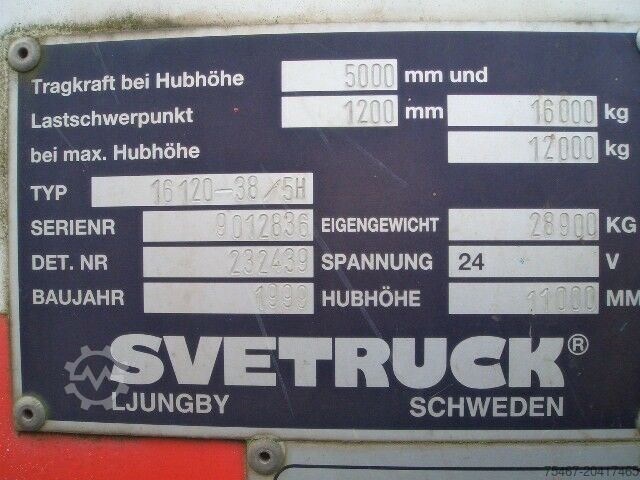 Tragkraft bei Hubhöhe 5000 mm und
Lastschwerpunkt 1200 mm 16000 kg
bei max. Hubhöhe 12000 kg
TYP 16120-38/5H
SERIENR 9012836 EIGENGEWICHT 28900 KG
DET. NR 232439 SPANNUNG 24 V
BAUJAHR 1999 HUBHÖHE 11000 MM
SVETRUCK®
LJUNGBY SCHWEDEN
75467-20417465